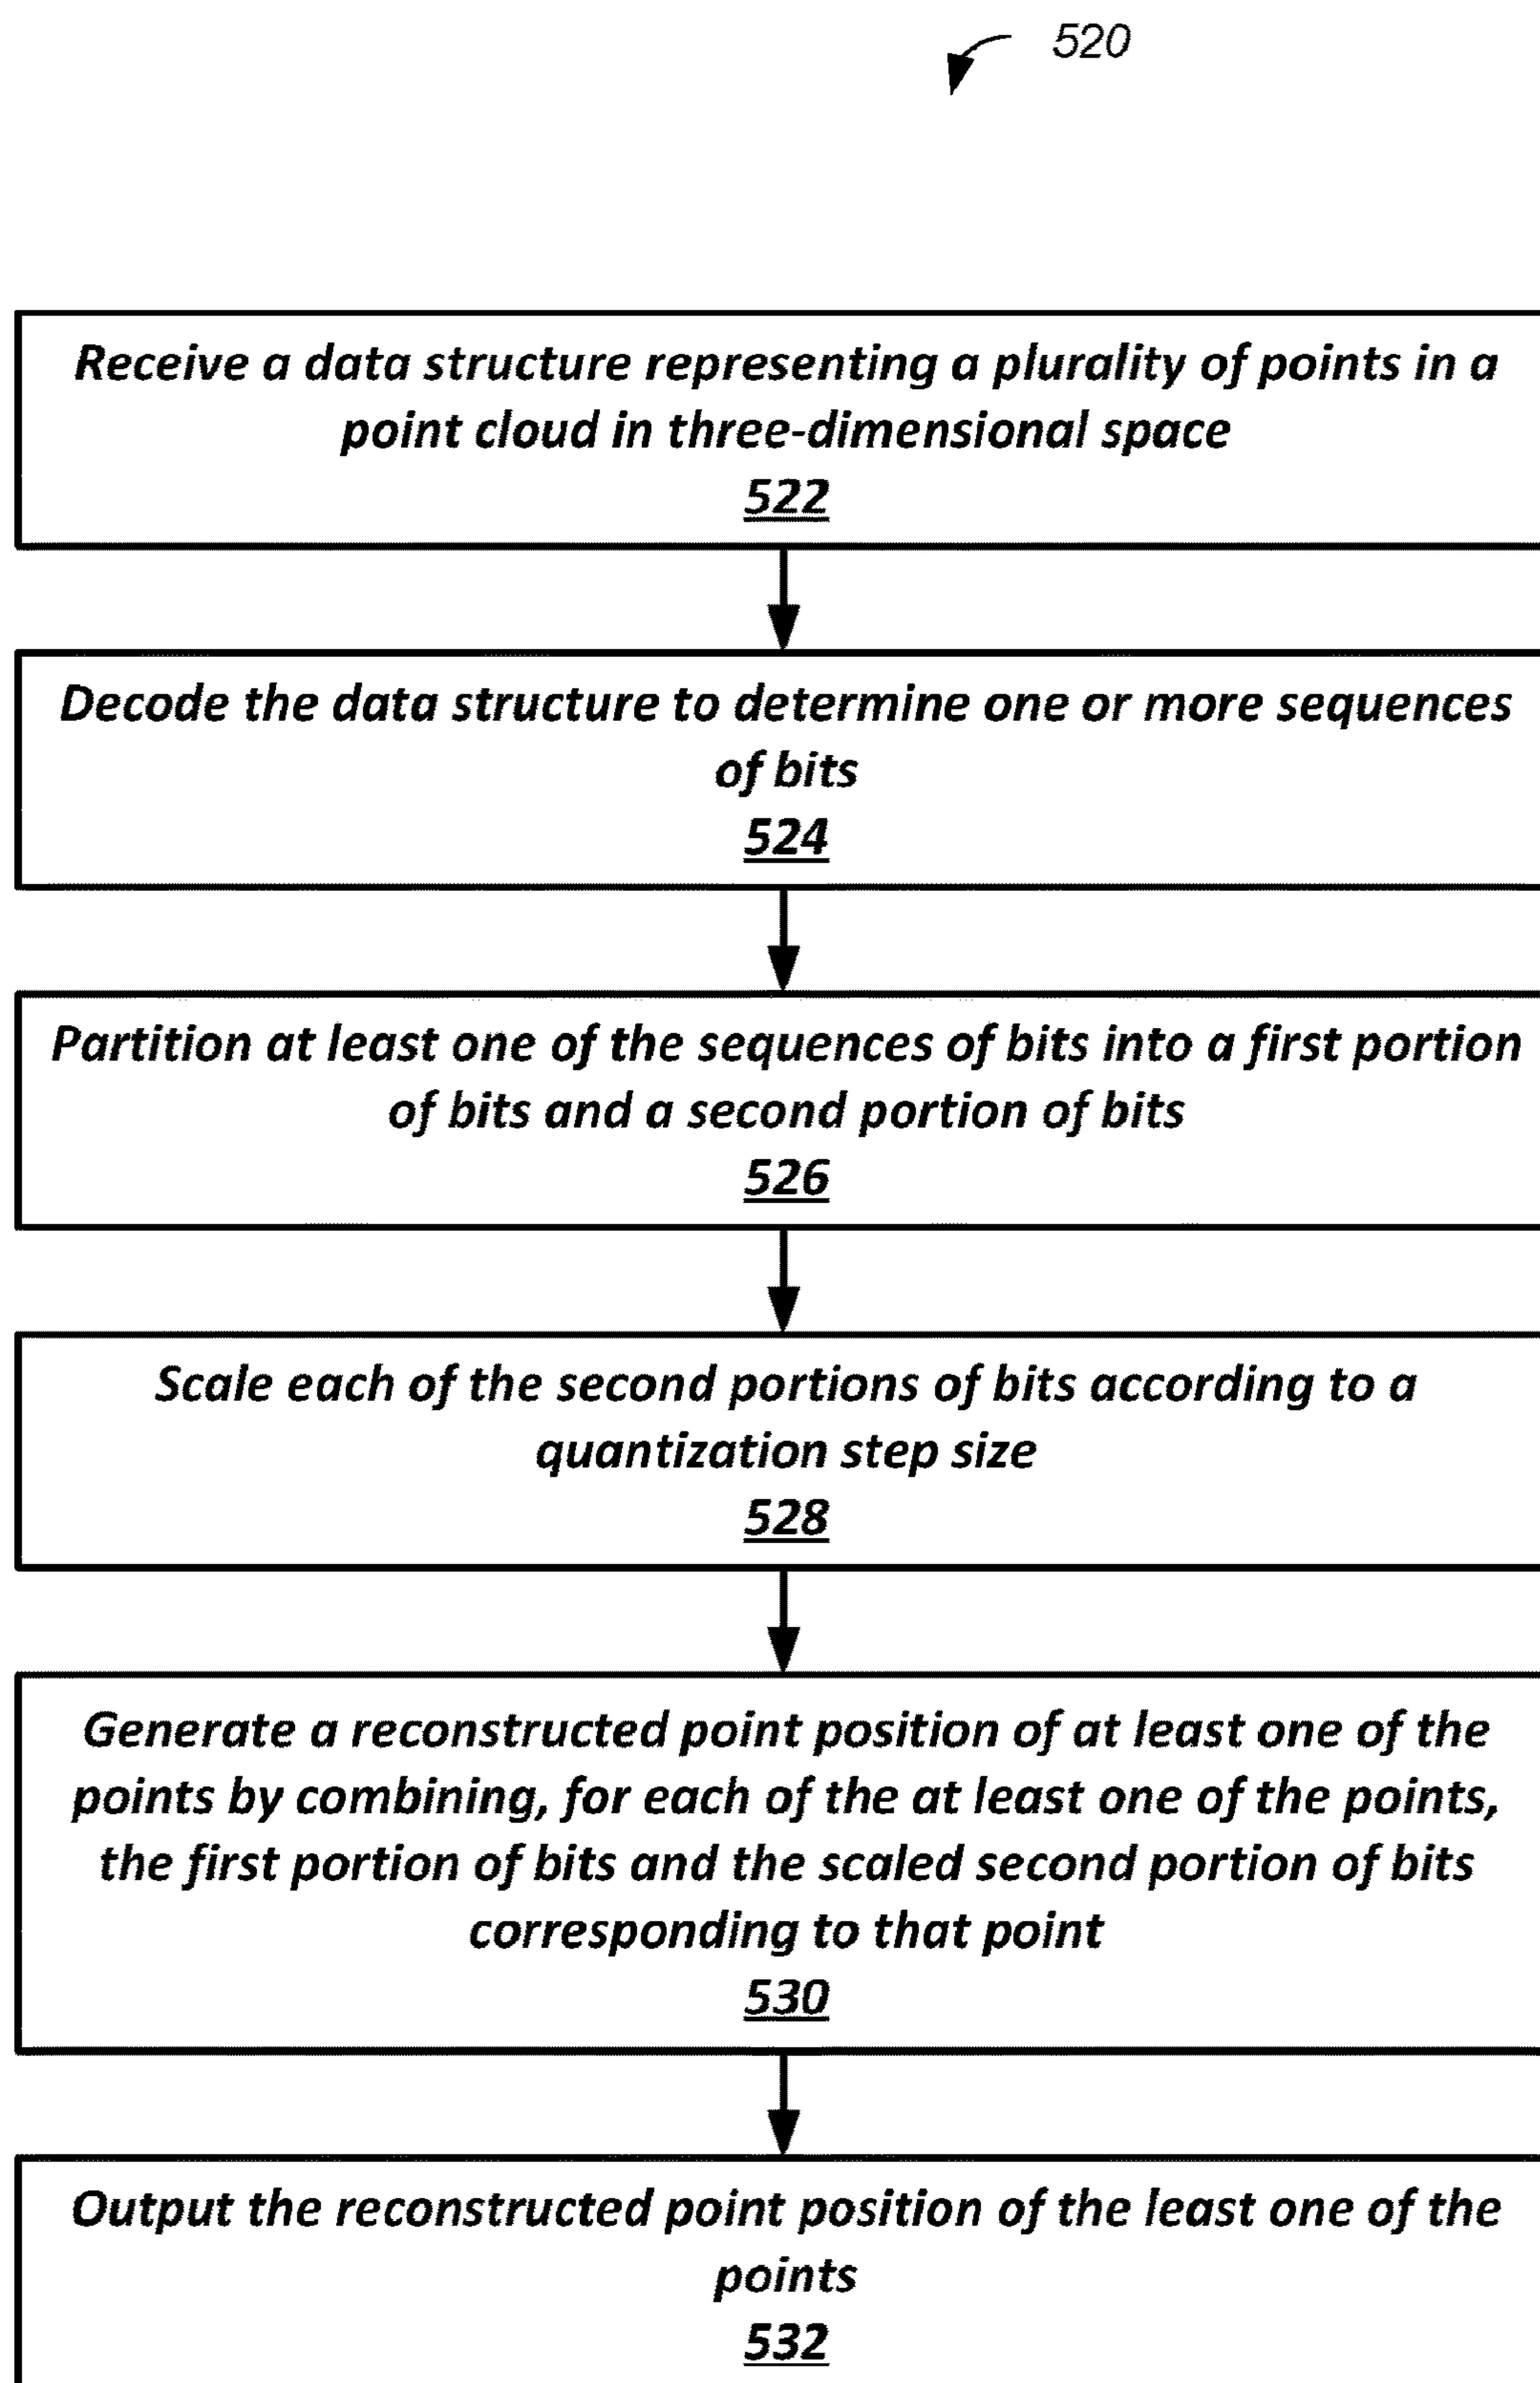 520
Receive a data structure representing a plurality of points in a
point cloud in three-dimensional space
522
Decode the data structure to determine one or more sequences
of bits
524
Partition at least one of the sequences of bits into a first portion
of bits and a second portion of bits
526
Scale each of the second portions of bits according to a
quantization step size
528
Generate a reconstructed point position of at least one of the
points by combining, for each of the at least one of the points,
the first portion of bits and the scaled second portion of bits
corresponding to that point
530
Output the reconstructed point position of the least one of the
points
532